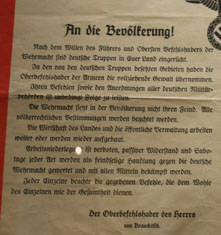 An die Bevölkerung!
Nach dem Willen des Führers und Obersten Befehlshabers der
Wehrmacht sind deutsche Truppen in Euer Land eingerückt.
In den von den deutschen Truppen besetzten Gebieten haben die
Oberbefehlshaber der Armeen die vollziehende Gewalt übernommen.
Ihren Befehlen sowie den Anordnungen aller deutschen Militär-
behörden ist unbedingt Folge zu leisten.
Die Wehrmacht sieht in der Bevölkerung nicht ihren Feind. Alle
völkerrechtlichen Bestimmungen werden beachtet werden.
Die Wirtschaft des Landes und die öffentliche Verwaltung arbeiten
weiter oder werden wieder aufgebaut.
Arbeitsniederlegung ist verboten, passiver Widerstand und Sabo-
tage jeder Art werden als feindselige Handlung gegen die deutsche
Wehrmacht gewertet und mit allen Mitteln bekämpft werden.
Jeder Einzelne beachte die gegebenen Befehle, die dem Wohle
des Einzelnen wie der Gesamtheit dienen.
Der Oberbefehlshaber des Heeres
von Brauchitsch.